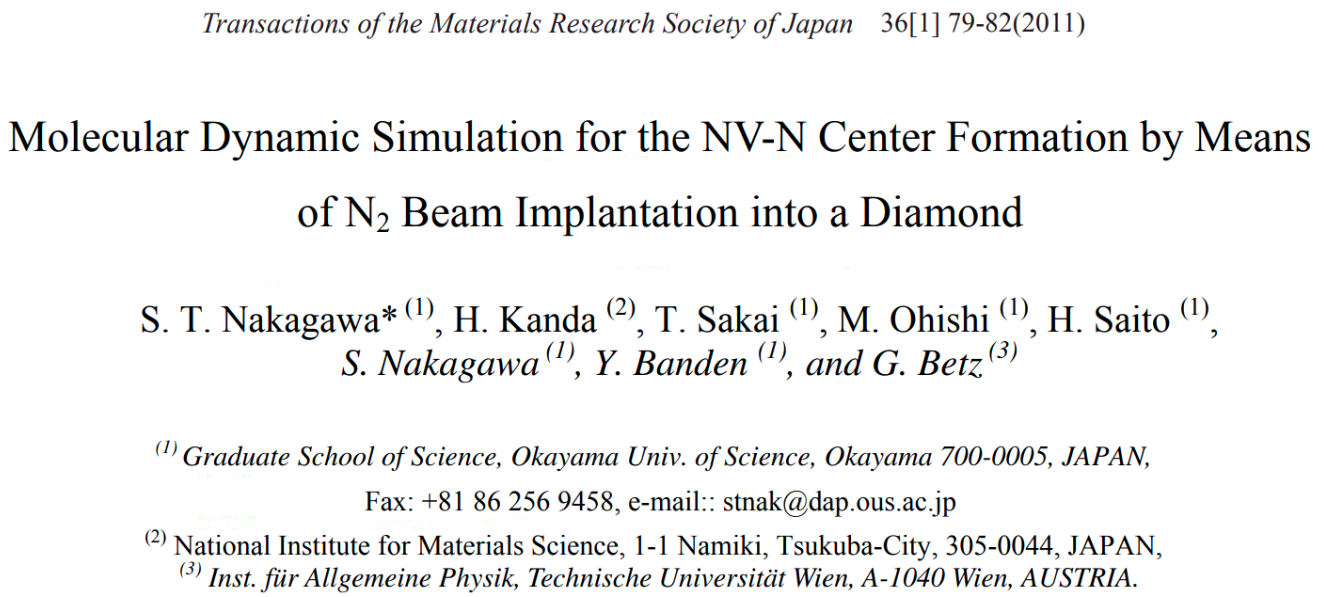 Transactions of the Materials Research Society of Japan 36[1] 79-82(2011)
Molecular Dynamic Simulation for the NV-N Center Formation by Means
of N₂ Beam Implantation into a Diamond
S. T. Nakagawa* (1), H. Kanda (2), T. Sakai (1), M. Ohishi (1), H. Saito (1),
S. Nakagawa (1), Y. Banden (1), and G. Betz (3)
(1) Graduate School of Science, Okayama Univ. of Science, Okayama 700-0005, JAPAN,
Fax: +81 86 256 9458, e-mail:: stnak@dap.ous.ac.jp
(2) National Institute for Materials Science, 1-1 Namiki, Tsukuba-City, 305-0044, JAPAN,
(3) Inst. für Allgemeine Physik, Technische Universität Wien, A-1040 Wien, AUSTRIA.